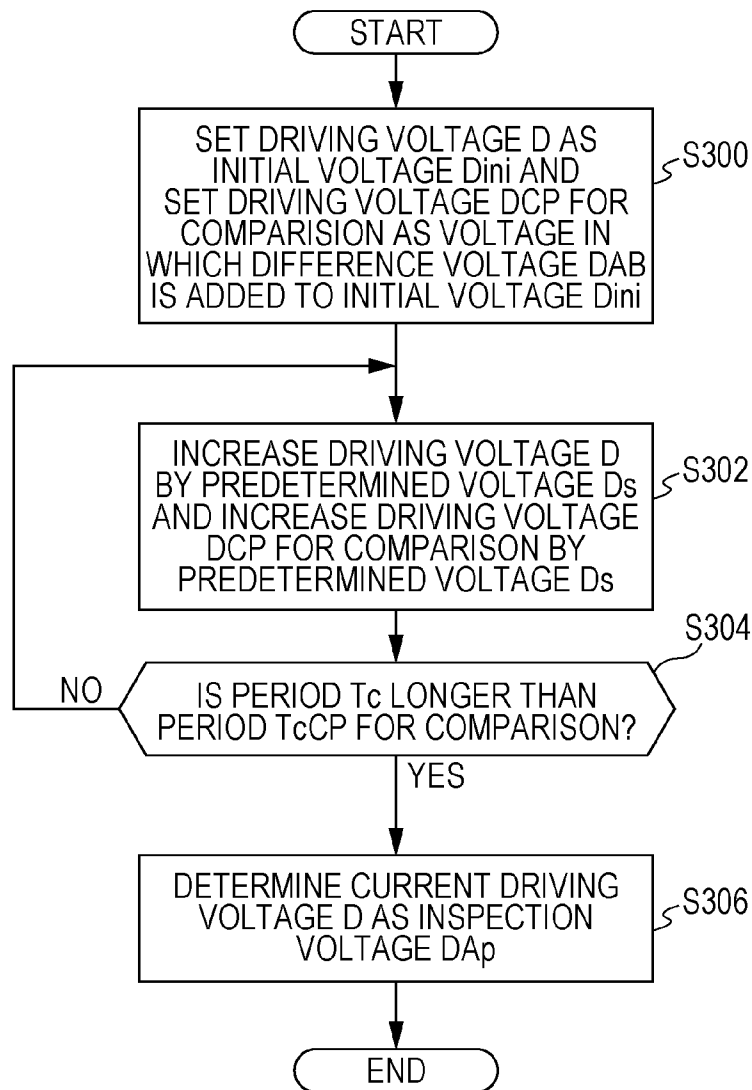 START
SET DRIVING VOLTAGE D AS
INITIAL VOLTAGE Dini AND
SET DRIVING VOLTAGE DCP FOR
COMPARISION AS VOLTAGE IN
WHICH DIFFERENCE VOLTAGE DAB
IS ADDED TO INITIAL VOLTAGE Dini
S300
INCREASE DRIVING VOLTAGE D
BY PREDETERMINED VOLTAGE Ds
AND INCREASE DRIVING VOLTAGE
DCP FOR COMPARISON BY
PREDETERMINED VOLTAGE Ds
S302
S304
NO
IS PERIOD Tc LONGER THAN
PERIOD TcCP FOR COMPARISON?
YES
DETERMINE CURRENT DRIVING
VOLTAGE D AS INSPECTION
VOLTAGE DAp
S306
END